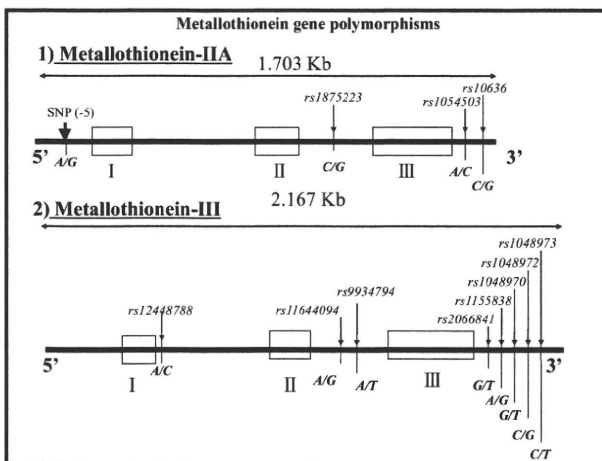 Metallothionein gene polymorphisms
1) Metallothionein-IIA
1.703 Kb
rs10636
rs1875223
rs1054503
SNP (-5)
5’
3’
A/G
I
II
C/G
III
A/C
C/G
2) Metallothionein-III
2.167 Kb
rs1048973
rs1048972
rs1048970
rs9934794
rs1155838
rs12448788
rs11644094
rs2066841
5’
3’
I
A/C
II
A/G
A/T
III
G/T
A/G
G/T
C/G
C/T